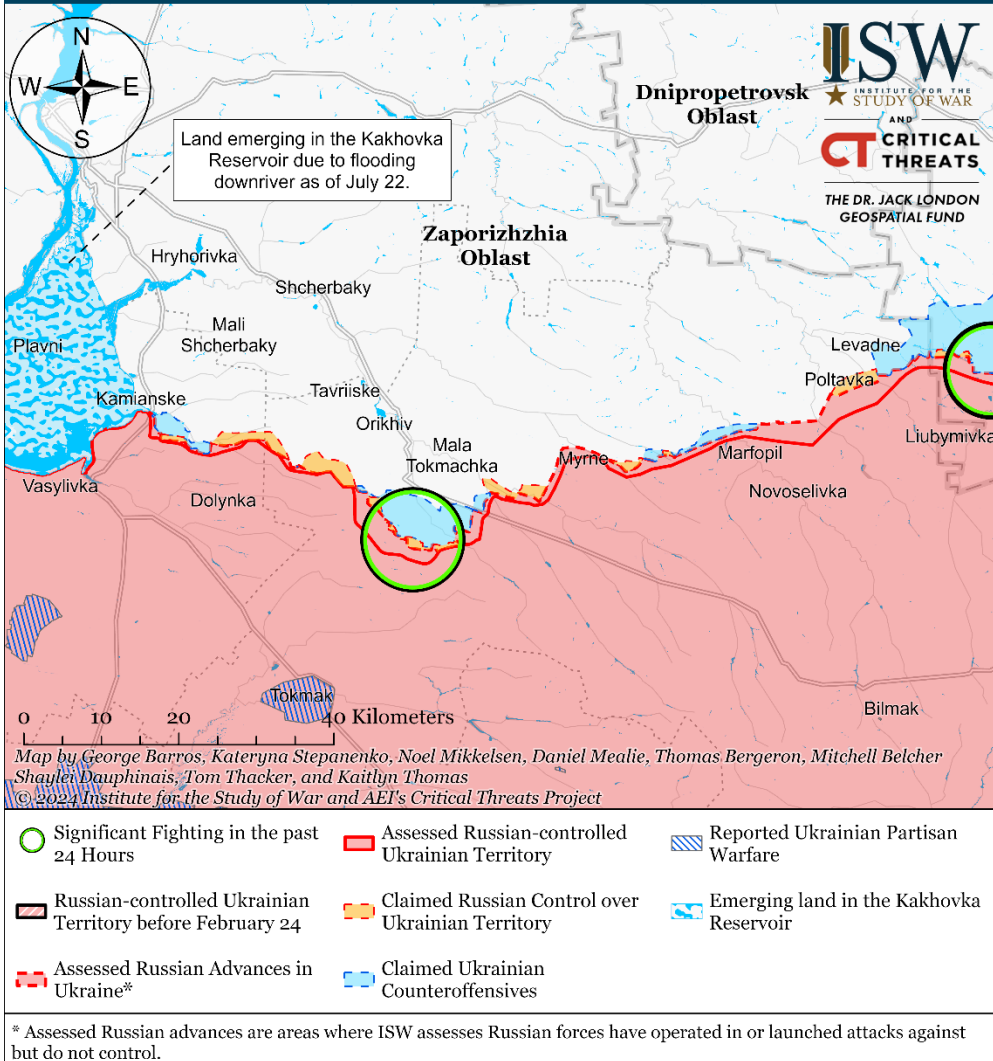 N
W
E
S
ISW
INSTITUTE FOR THE
STUDY OF WAR
AND
CT CRITICAL
THREATS
THE DR. JACK LONDON
GEOSPATIAL FUND
Dnipropetrovsk
Oblast
Land emerging in the Kakhovka
Reservoir due to flooding
downriver as of July 22.
Zaporizhzhia
Oblast
Hryhorivka
Shcherbaky
Mali
Shcherbaky
Plavni
Levadne
Poltavka
Tavriiske
Kamianske
Orikhiv
Mala
Tokmachka
Liubymivka
Myrne
Marfopil
Vasylivka
Dolynka
Novoselivka
Tokmak
Bilmak
0 10 20 40 Kilometers
Map by George Barros, Kateryna Stepanenko, Noel Mikkelsen, Daniel Mealie, Thomas Bergeron, Mitchell Belcher
Shaylei Dauphinais, Tom Thacker, and Kaitlyn Thomas
© 2024 Institute for the Study of War and AEI's Critical Threats Project
Significant Fighting in the past
24 Hours
Assessed Russian-controlled
Ukrainian Territory
Reported Ukrainian Partisan
Warfare
Russian-controlled Ukrainian
Territory before February 24
Claimed Russian Control over
Ukrainian Territory
Emerging land in the Kakhovka
Reservoir
Assessed Russian Advances in
Ukraine*
Claimed Ukrainian
Counteroffensives
* Assessed Russian advances are areas where ISW assesses Russian forces have operated in or launched attacks against
but do not control.